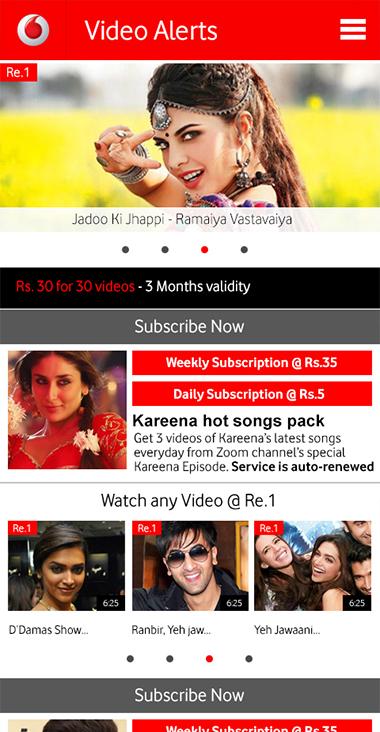 Video Alerts
Re.1
Jadoo Ki Jhappi - Ramaiya Vastavaiya
Rs. 30 for 30 videos - 3 Months validity
Subscribe Now
Weekly Subscription @ Rs.35
Daily Subscription @ Rs.5
Kareena hot songs pack
Get 3 videos of Kareena's latest songs
everyday from Zoom channel's special
Kareena Episode. Service is auto-renewed
Watch any Video @ Re.1
Re.1 Re.1 Re.1
6:25 6:25 6:25
D'Damas Show... Ranbir, Yeh jaw... Yeh Jawaani...
Subscribe Now
Weekly Subscription @ Rs.35